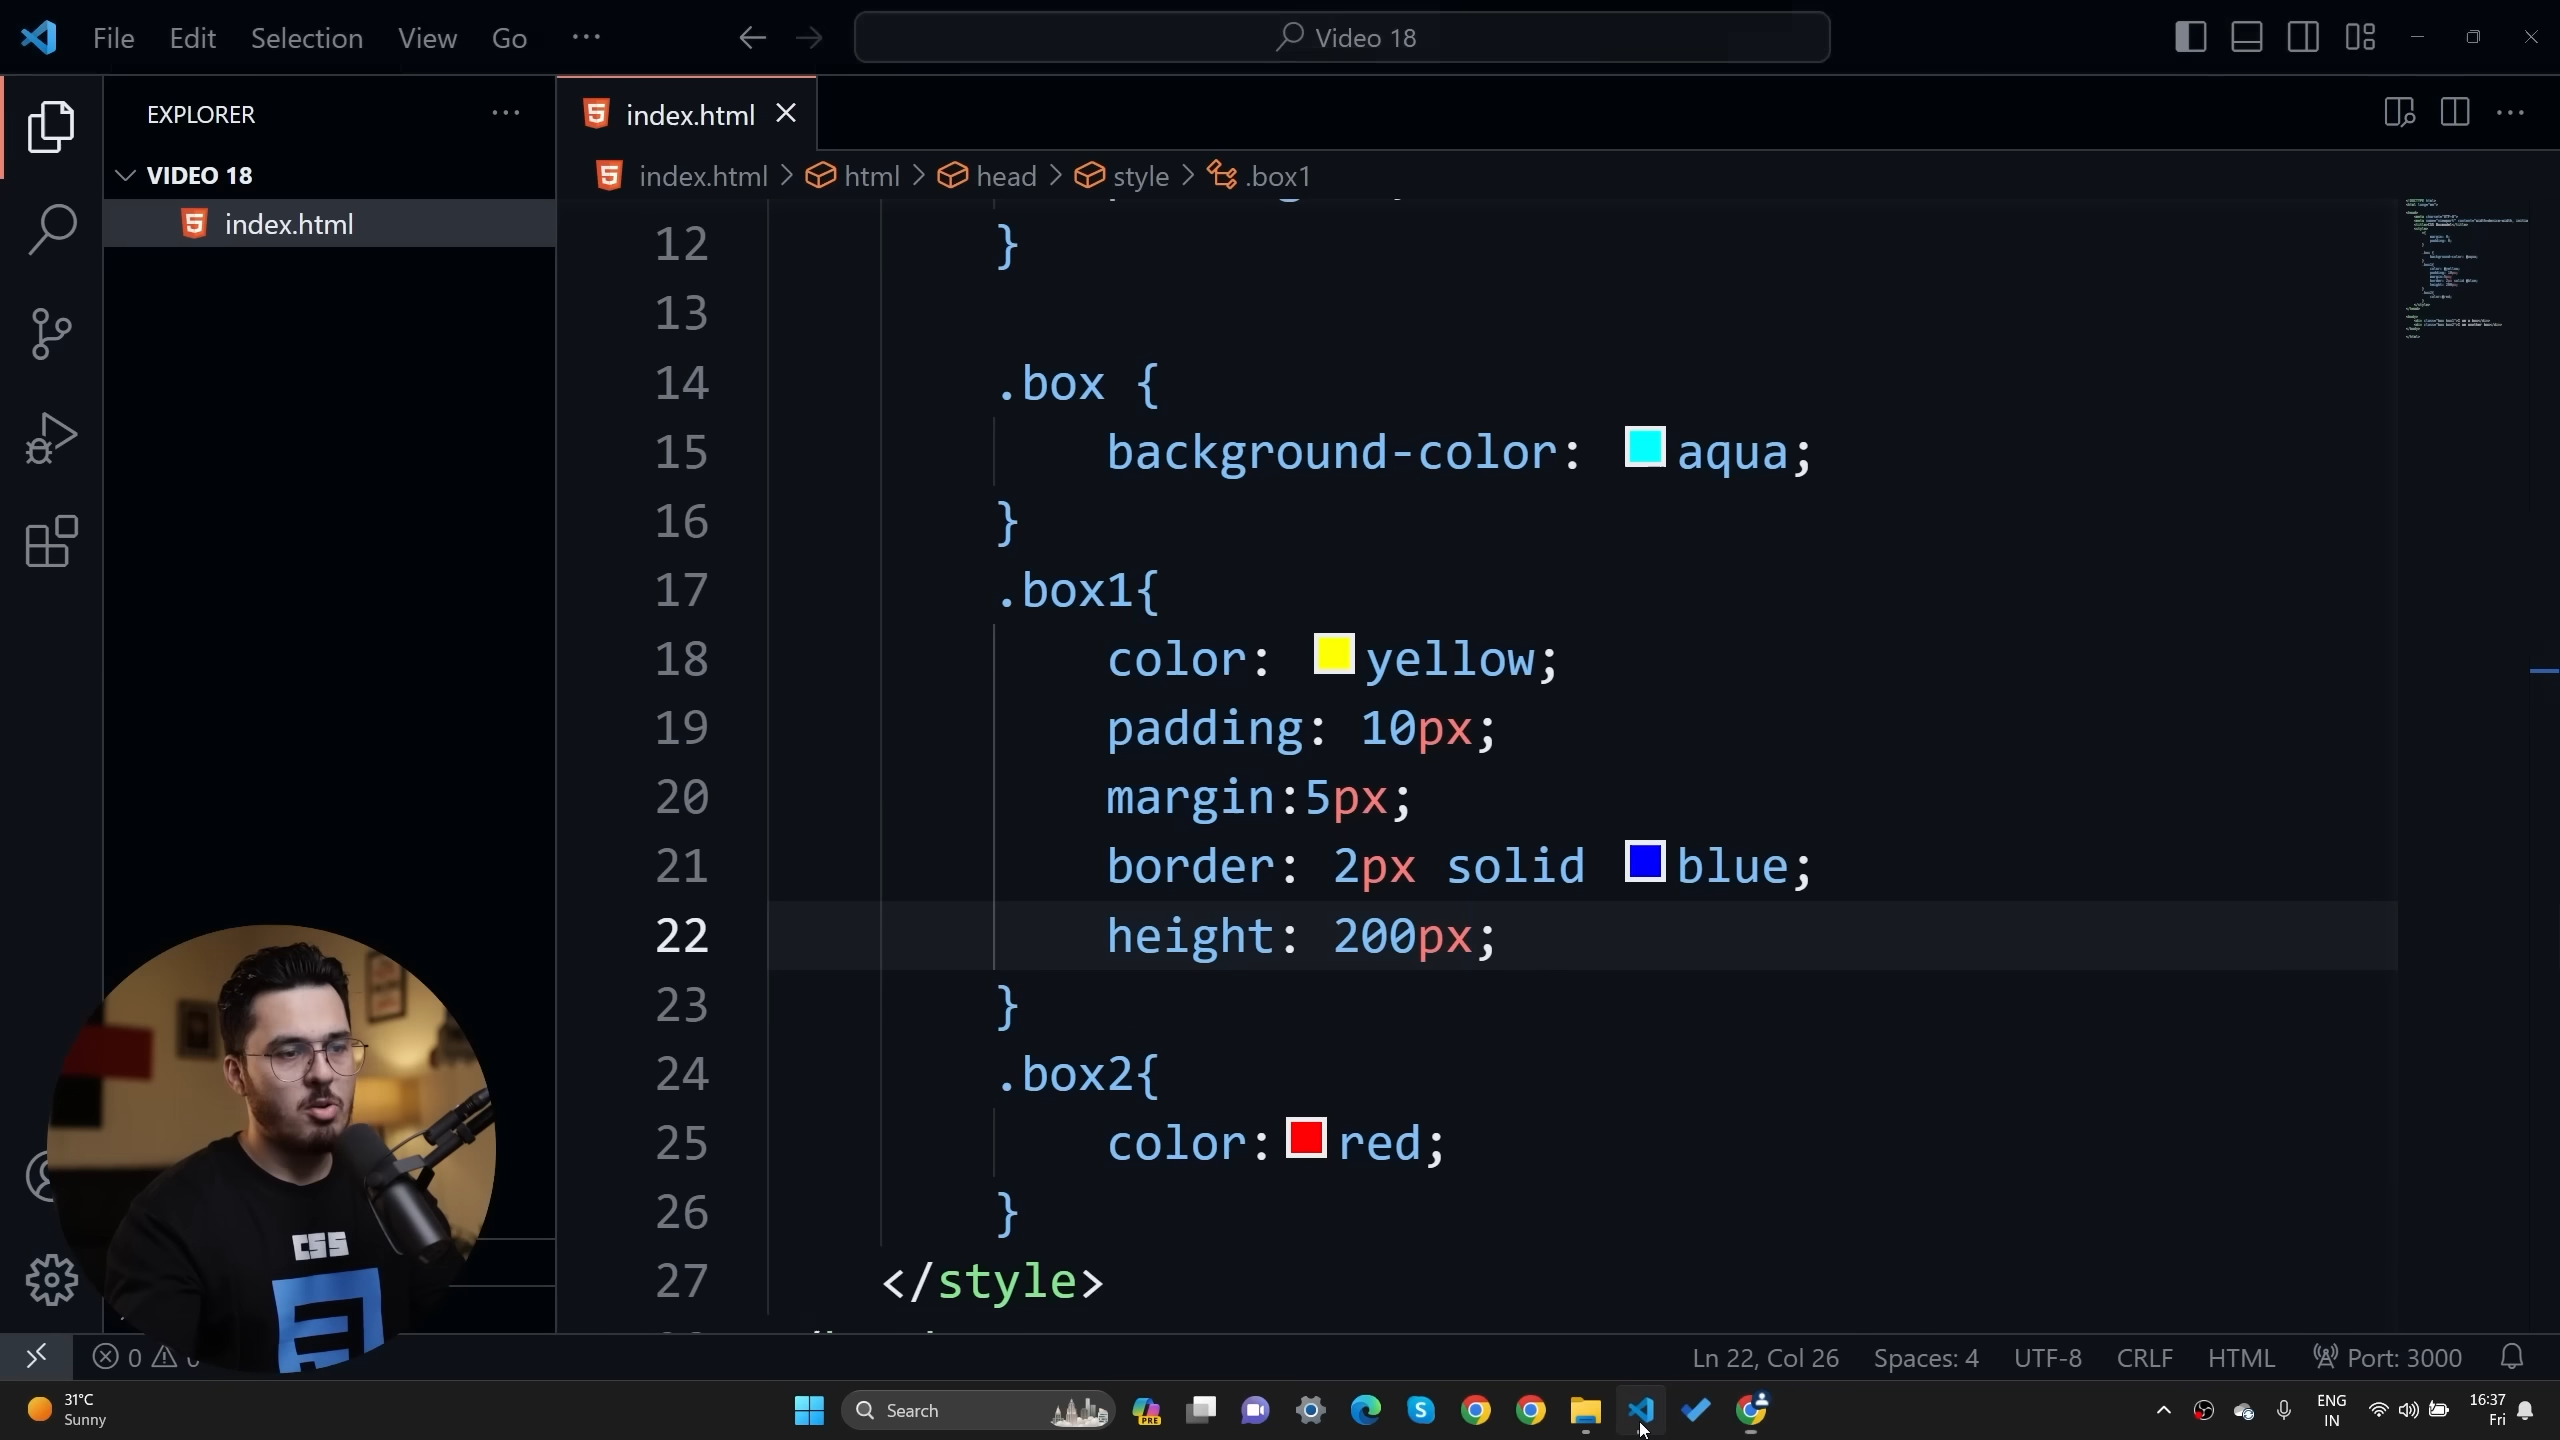 File Edit Selection View Go ···
Video 18
EXPLORER ···
VIDEO 18
index.html
index.html
index.html > html > head > style > .box1
12 }
13
14 .box {
15 background-color: aqua;
16 }
17 .box1{
18 color: yellow;
19 padding: 10px;
20 margin:5px;
21 border: 2px solid blue;
22 height: 200px;
23 }
24 .box2{
25 color:red;
26 }
27 </style>
CSS
0 0
Ln 22, Col 26 Spaces: 4 UTF-8 CRLF HTML Port: 3000
31°C
Sunny
Search
PRE
ENG
IN
16:37
Fri